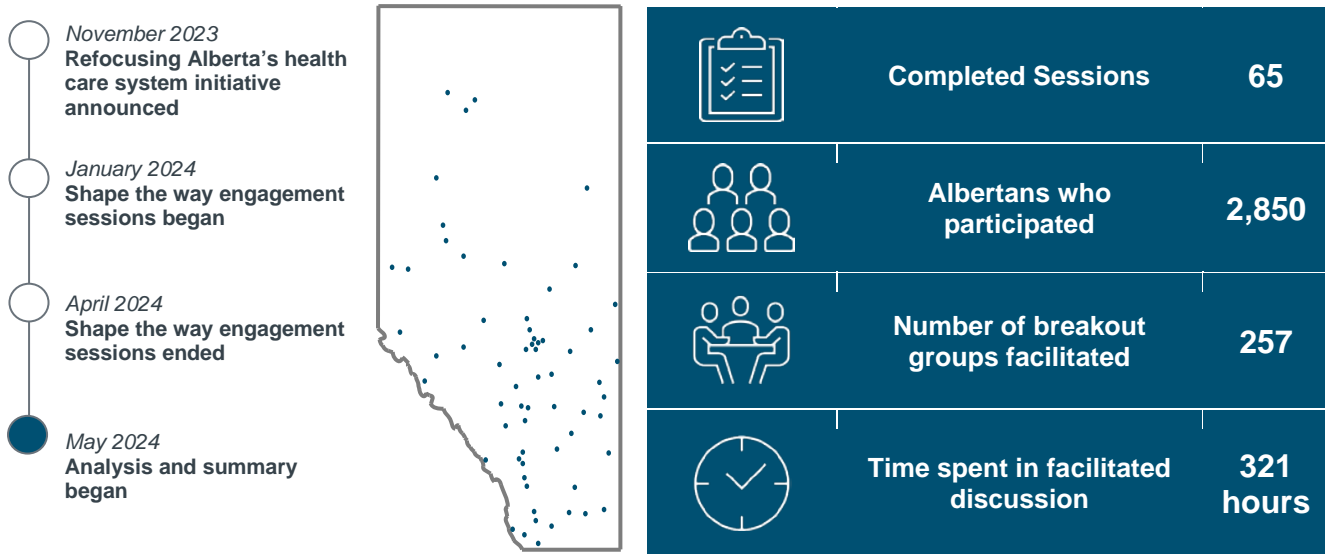 November 2023
Refocusing Alberta’s health
care system initiative
announced
January 2024
Shape the way engagement
sessions began
April 2024
Shape the way engagement
sessions ended
May 2024
Analysis and summary
began
Completed Sessions
65
Albertans who
participated
2,850
Number of breakout
groups facilitated
257
Time spent in facilitated
discussion
321
hours